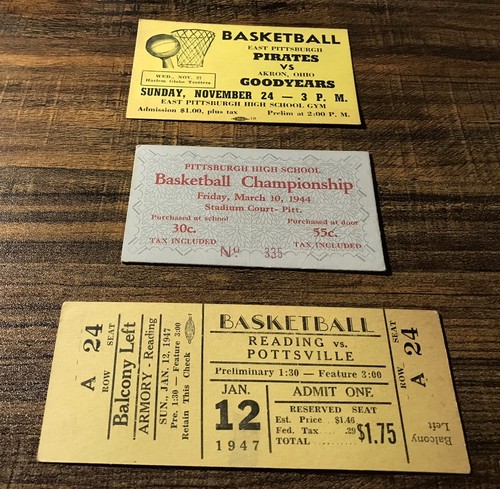 BASKETBALL
EAST PITTSBURGH
PIRATES
VS
AKRON, OHIO
GOODYEARS
WED., NOV. 27
Harlem Globe Trotters
SUNDAY, NOVEMBER 24 — 3 P. M.
EAST PITTSBURGH HIGH SCHOOL GYM
Admission $1.00, plus tax
Prelim at 2:00 P. M.
PITTSBURGH HIGH SCHOOL
Basketball Championship
Friday, March 10, 1944
Stadium Court- Pitt.
Purchased at school
30c.
TAX INCLUDED
Purchased at door
55c.
TAX INCLUDED
No 335
A 24
ROW SEAT
Balcony Left
ARMORY - Reading
SUN., JAN. 12, 1947
Pre. 1:30 — Feature 3:00
Retain This Check
BASKETBALL
READING vs.
POTTSVILLE
Preliminary 1:30 — Feature 3:00
JAN.
12
1947
ADMIT ONE
RESERVED SEAT
Est. Price . $1.46
Fed. Tax . .29
TOTAL . . . . $1.75
A 24
ROW SEAT
Balcony
Left